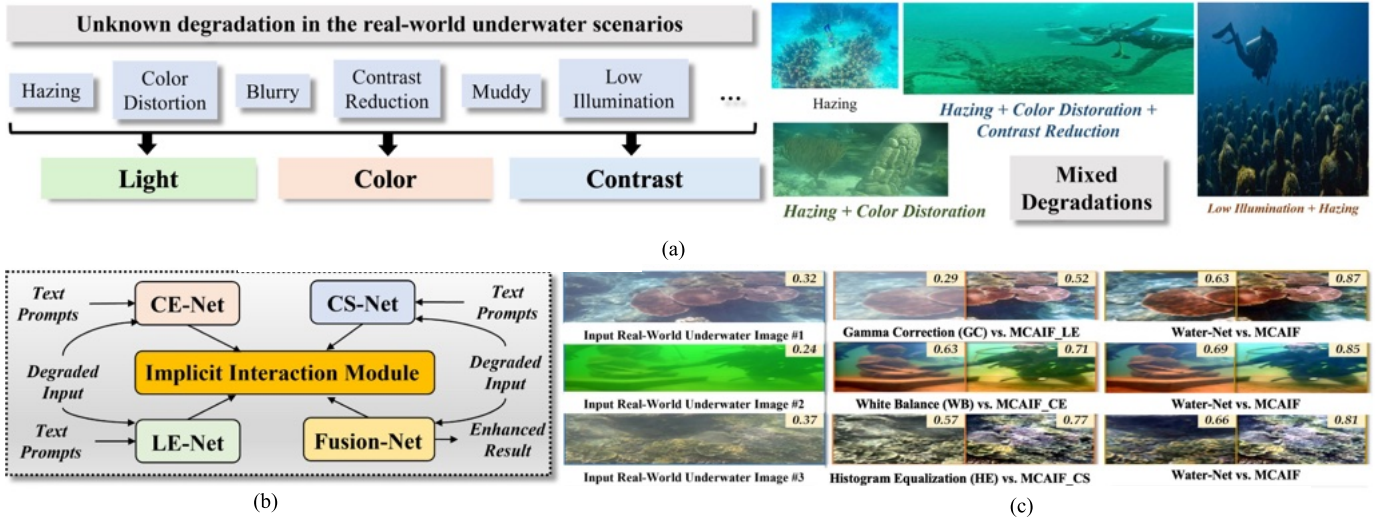 Unknown degradation in the real-world underwater scenarios
Hazing
Color
Distortion
Blurry
Contrast
Reduction
Muddy
Low
Illumination
...
Light
Color
Contrast
Hazing
Hazing + Color Distoration +
Contrast Reduction
Hazing + Color Distoration
Mixed
Degradations
Low Illumination + Hazing
(a)
Text
Prompts
CE-Net
CS-Net
Text
Prompts
Degraded
Input
Implicit Interaction Module
Degraded
Input
Text
Prompts
LE-Net
Fusion-Net
Enhanced
Result
(b)
0.32
0.29
0.52
0.63
0.87
Input Real-World Underwater Image #1
Gamma Correction (GC) vs. MCAIF_LE
Water-Net vs. MCAIF
0.24
0.63
0.71
0.69
0.85
Input Real-World Underwater Image #2
White Balance (WB) vs. MCAIF_CE
Water-Net vs. MCAIF
0.37
0.57
0.77
0.66
0.81
Input Real-World Underwater Image #3
Histogram Equalization (HE) vs. MCAIF_CS
Water-Net vs. MCAIF
(c)